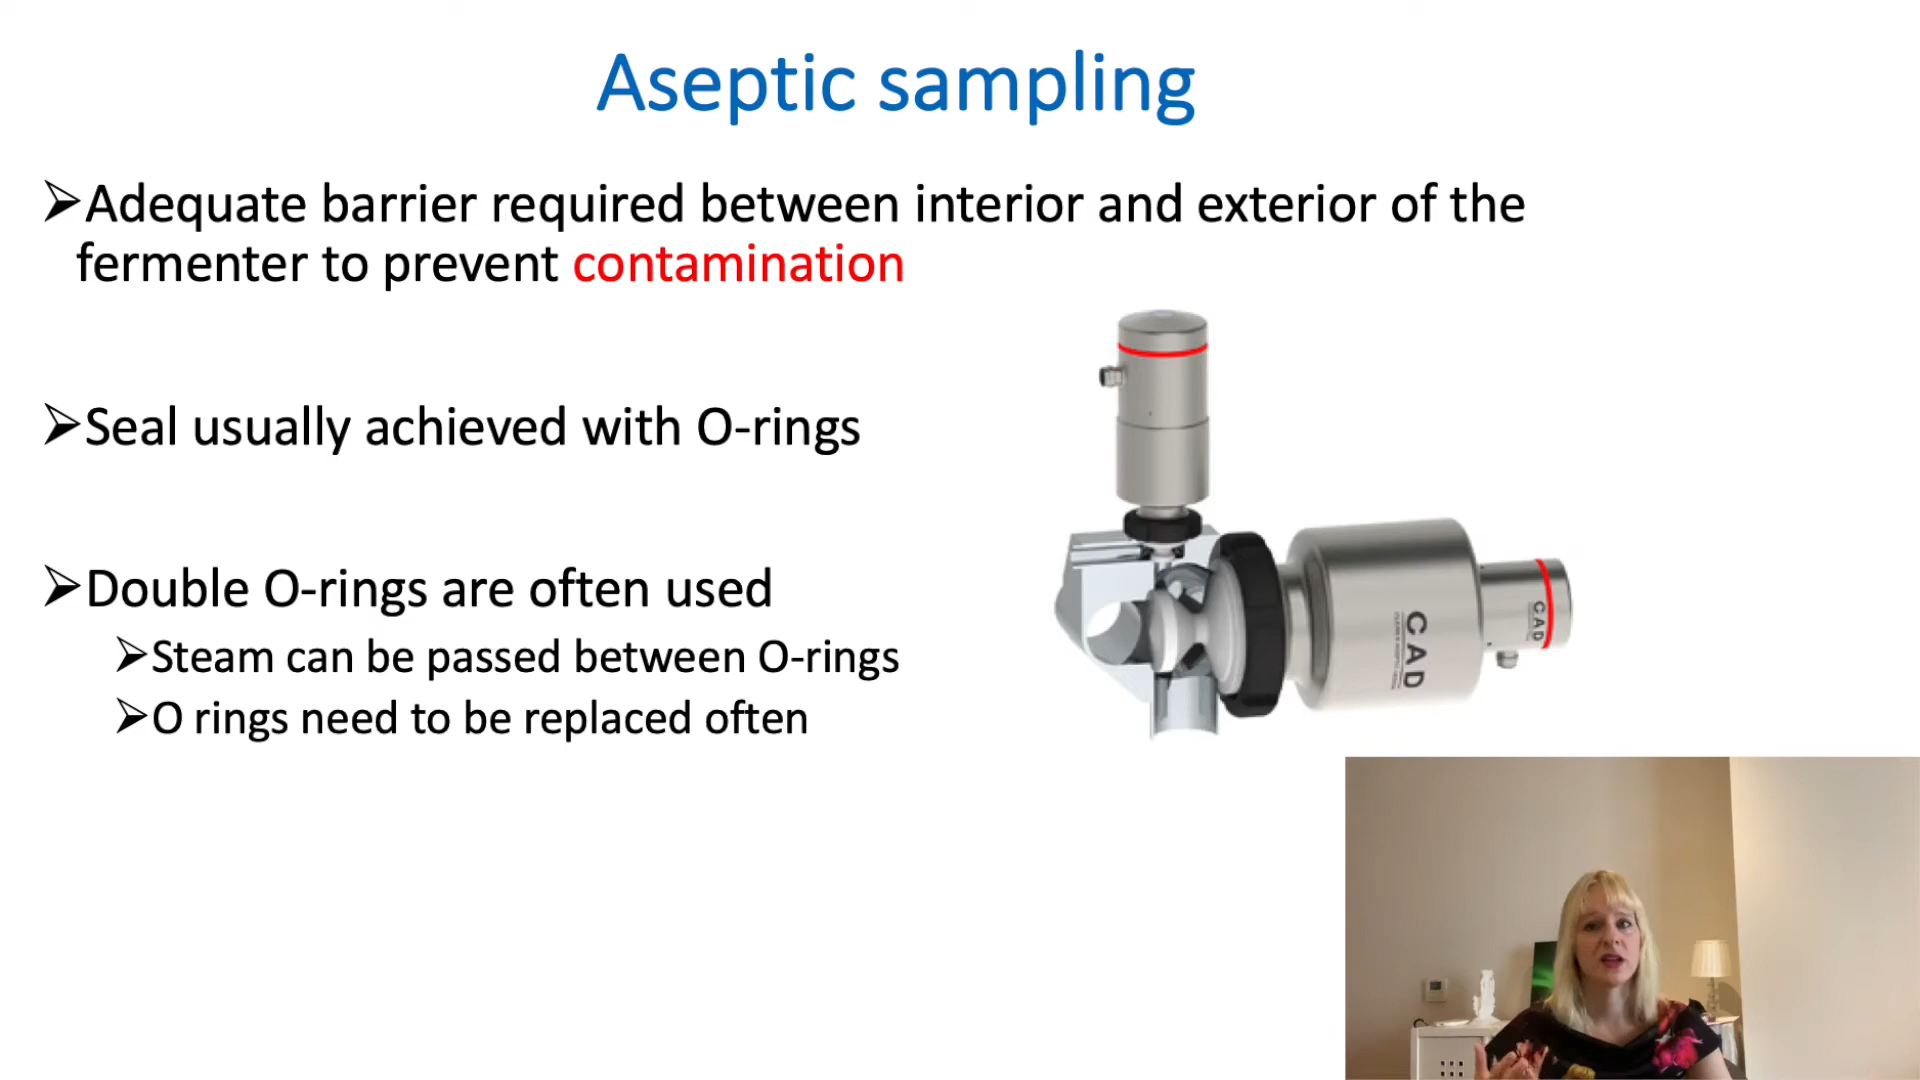 Aseptic sampling
➢Adequate barrier required between interior and exterior of the
fermenter to prevent contamination
➢Seal usually achieved with O-rings
➢Double O-rings are often used
➢Steam can be passed between O-rings
➢O rings need to be replaced often
CAD
CAD